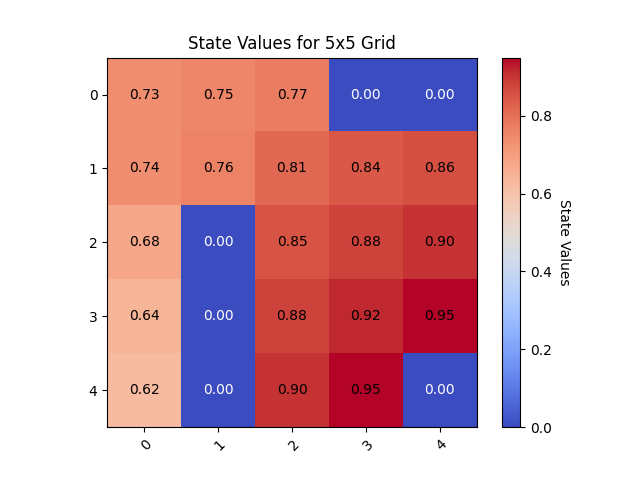 State Values for 5x5 Grid
0 0.73 0.75 0.77 0.00 0.00
1 0.74 0.76 0.81 0.84 0.86
2 0.68 0.00 0.85 0.88 0.90
3 0.64 0.00 0.88 0.92 0.95
4 0.62 0.00 0.90 0.95 0.00
0 1 2 3 4
0.8
0.6
0.4
0.2
0.0
State Values